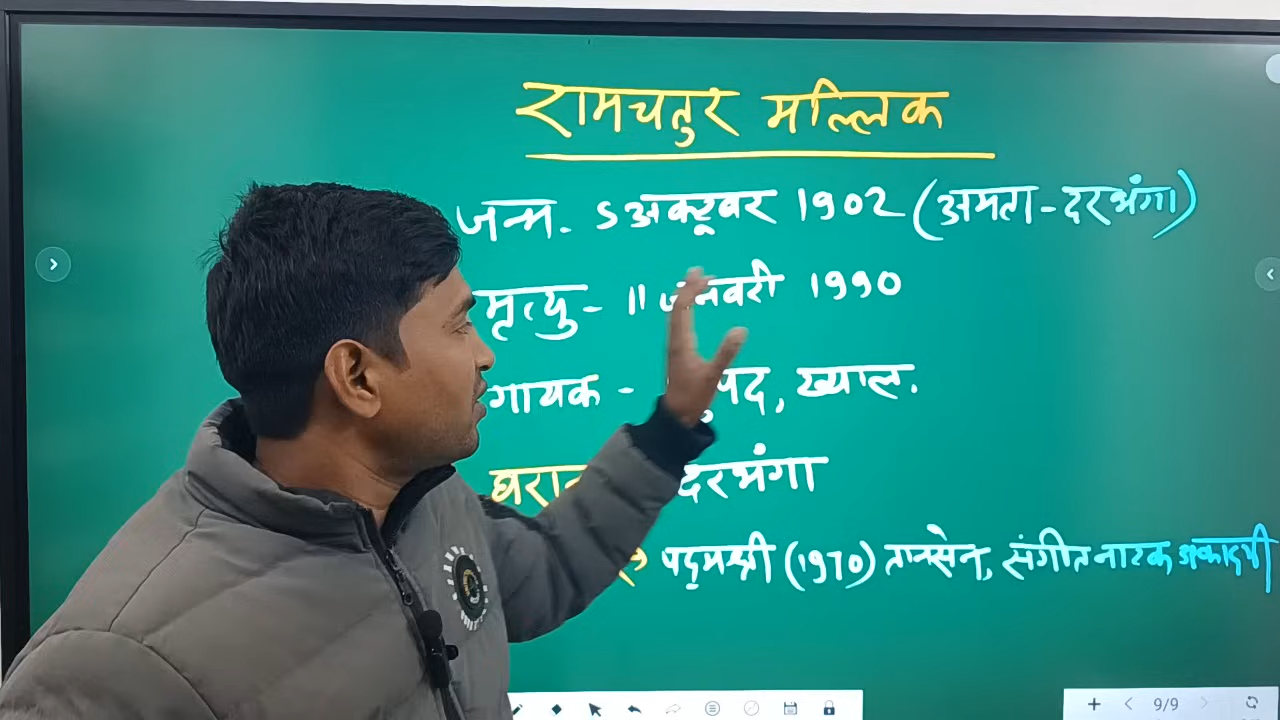 रामचतुर मल्लिक
जन्म - 5 अक्टूबर 1902 (अमता - दरभंगा)
मृत्यु - 11 जनवरी 1990
गायक - ख्याल.
दरभंगा
पद्मश्री (1970) तानसेन, संगीत नाटक अकादमी
9/9